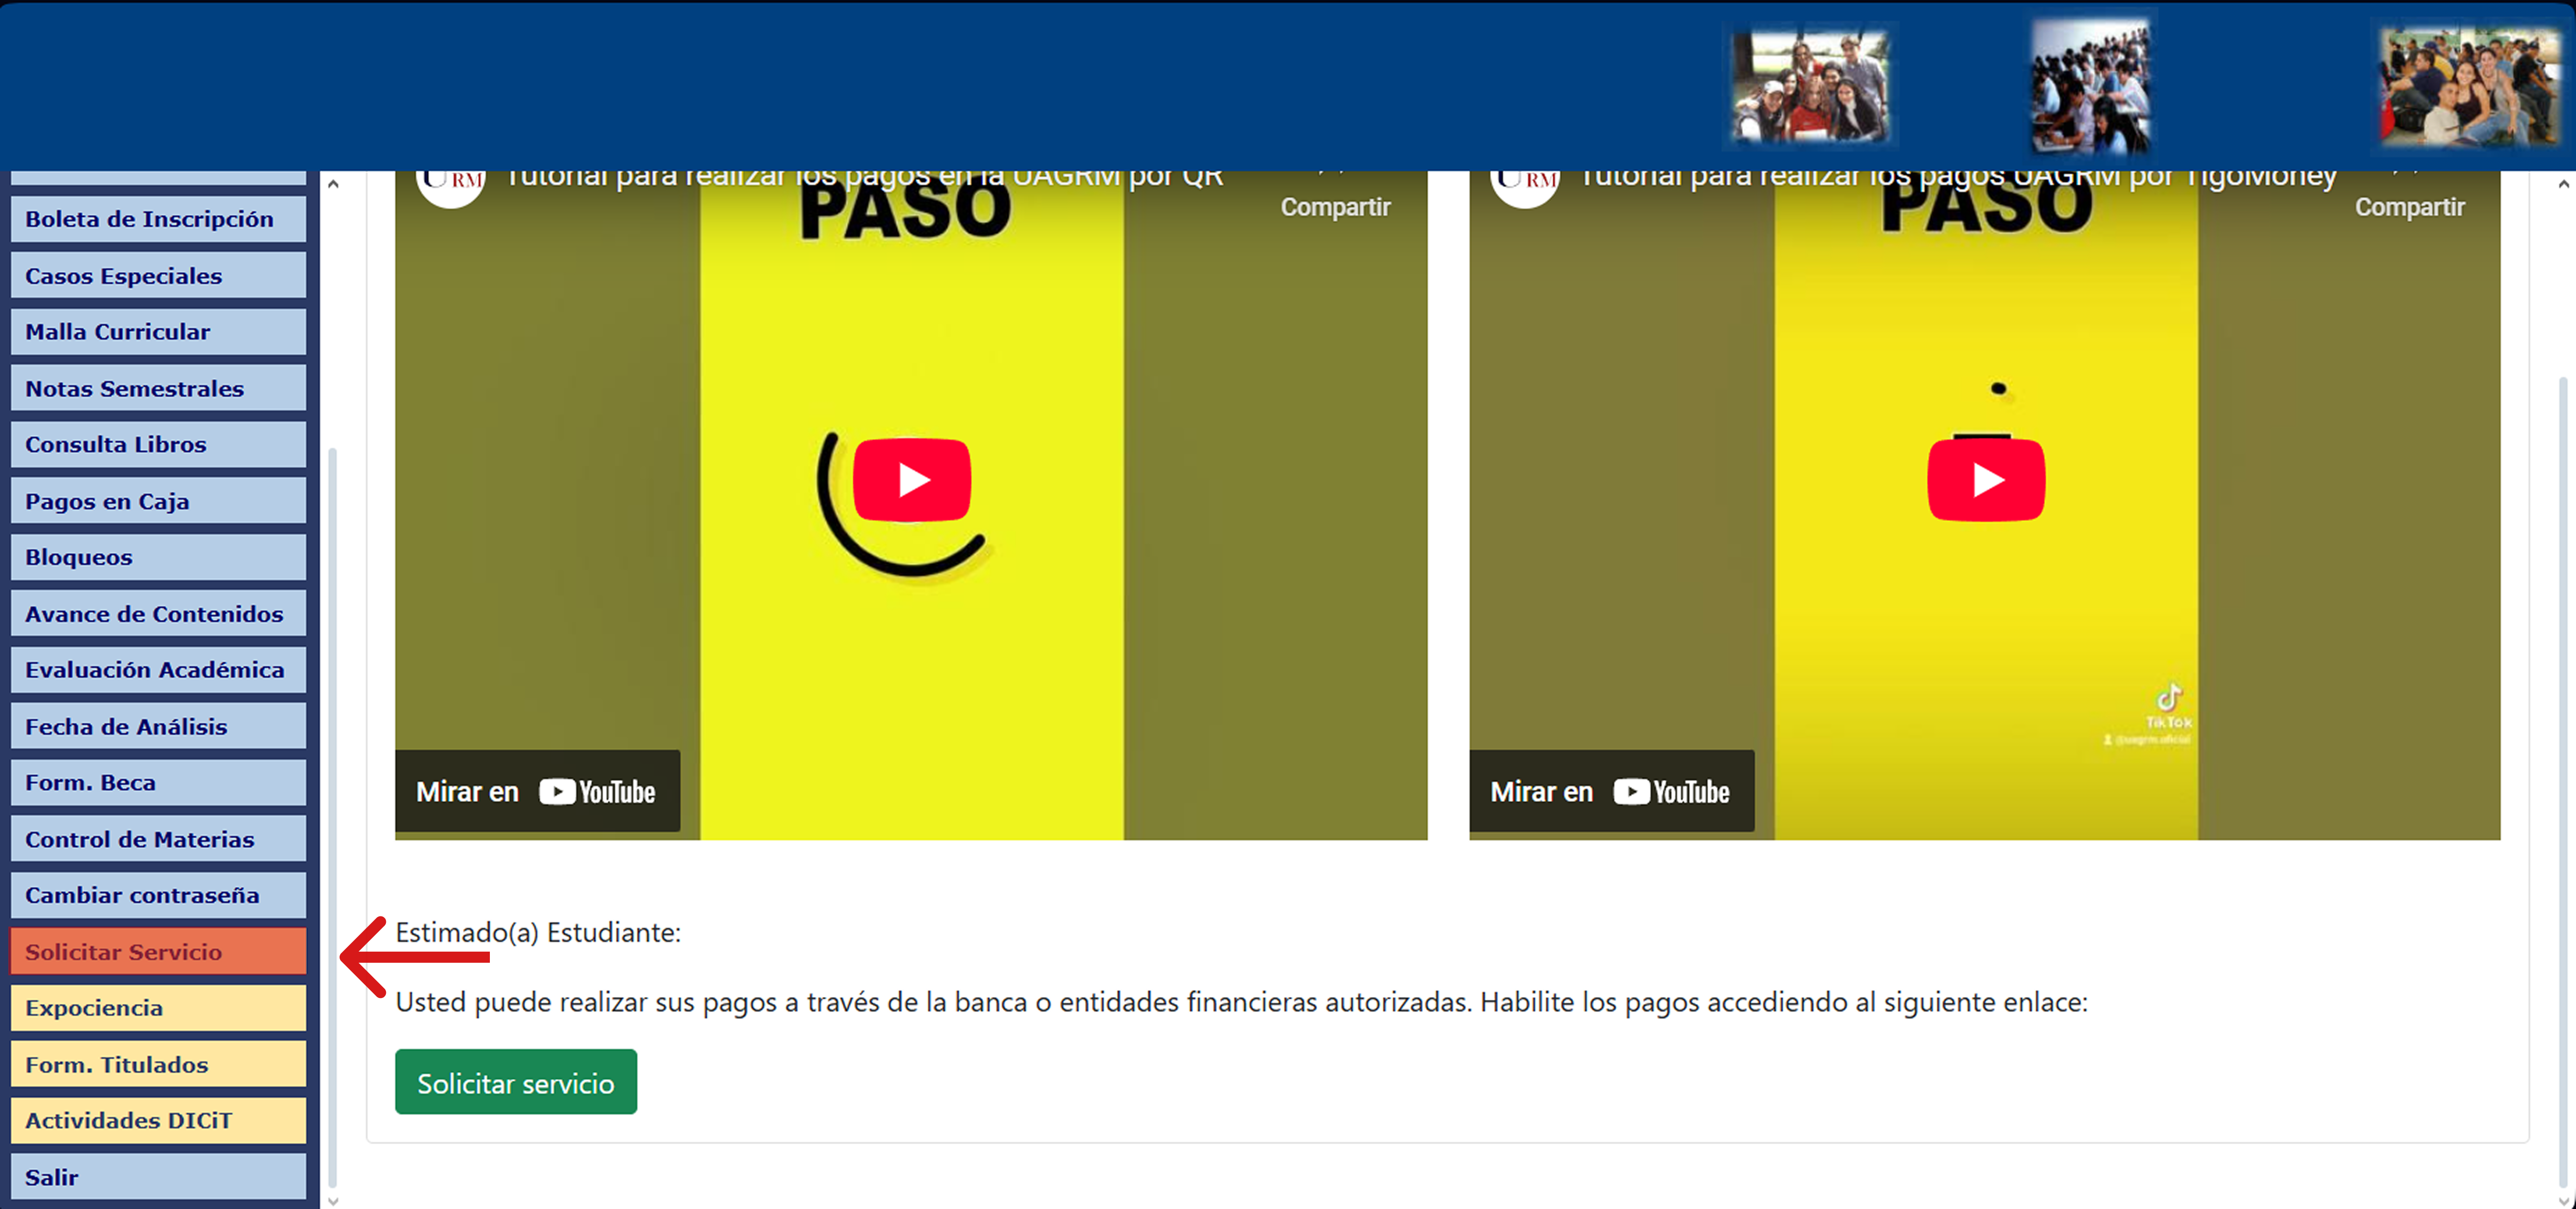 Boleta de Inscripción
Casos Especiales
Malla Curricular
Notas Semestrales
Consulta Libros
Pagos en Caja
Bloqueos
Avance de Contenidos
Evaluación Académica
Fecha de Análisis
Form. Beca
Control de Materias
Cambiar contraseña
Solicitar Servicio
Expociencia
Form. Titulados
Actividades DICiT
Salir
URM
Tutorial para realizar los pagos en la UAGRM por QR
Compartir
PASO
Mirar en YouTube
URM
Tutorial para realizar los pagos UAGRM por TigoMoney
Compartir
PASO
TikTok
Mirar en YouTube
Estimado(a) Estudiante:
Usted puede realizar sus pagos a través de la banca o entidades financieras autorizadas. Habilite los pagos accediendo al siguiente enlace:
Solicitar servicio